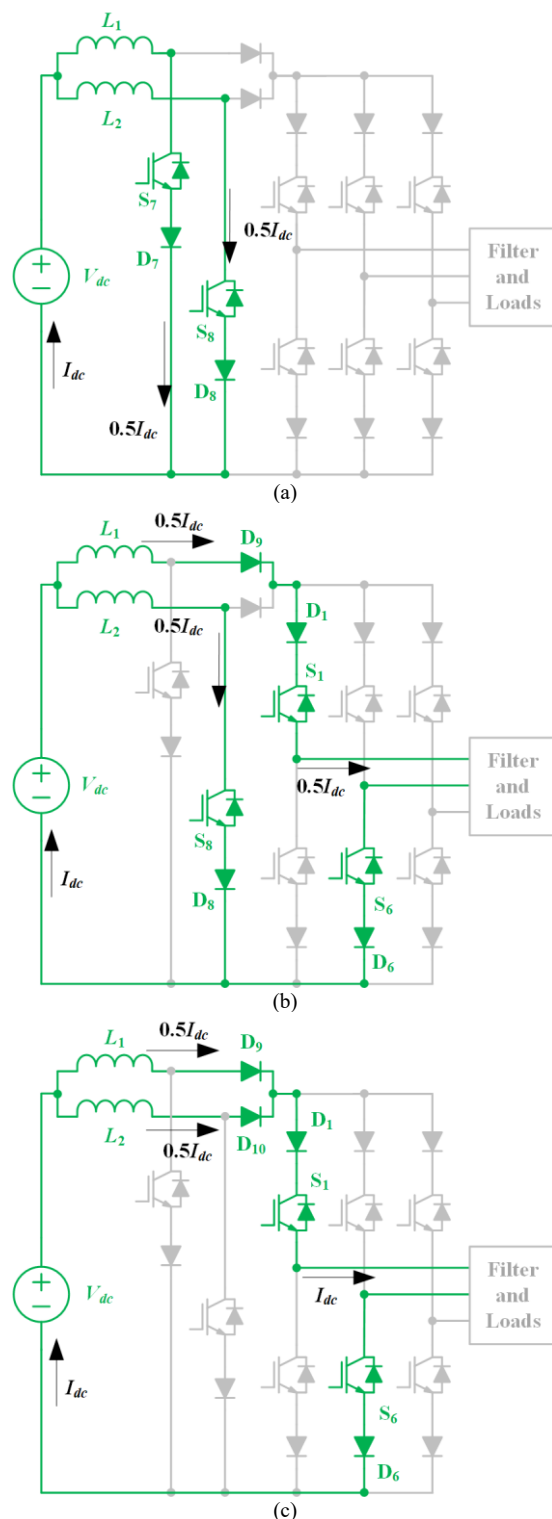 L1
L2
S7
0.5Idc
D7
Filter
and
Loads
Vdc
S8
Idc
D8
0.5Idc
(a)
0.5Idc
L1
D9
L2
D1
0.5Idc
S1
Filter
and
Loads
Vdc
0.5Idc
S8
Idc
S6
D8
D6
(b)
0.5Idc
L1
D9
L2
D1
0.5Idc
D10
S1
Filter
and
Loads
Vdc
Idc
S6
Idc
D6
(c)